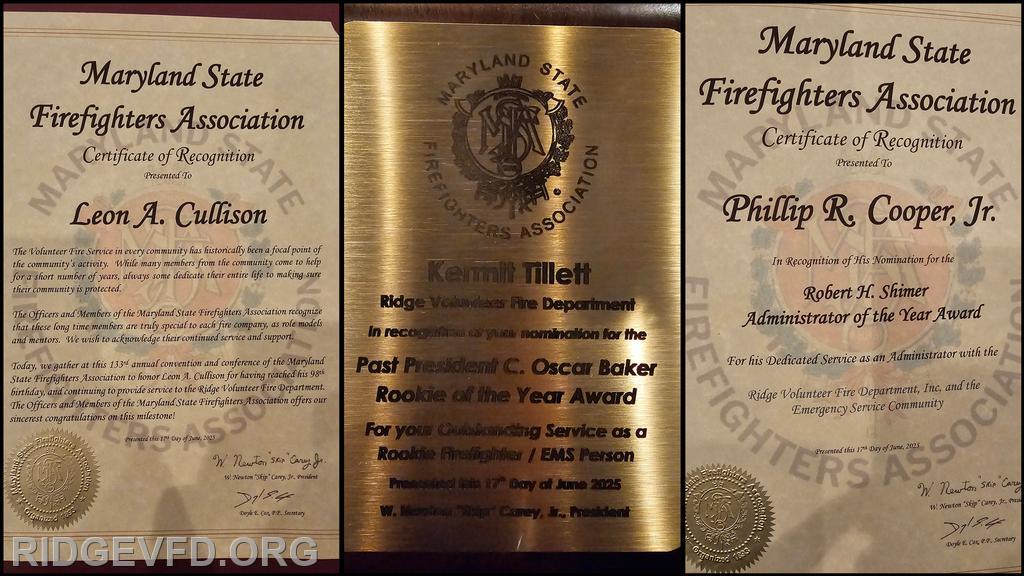 Maryland State
Firefighters Association
Certificate of Recognition
Presented To
Leon A. Cullison
The Volunteer Fire Service in every community has historically been a focal point of
the community's activity. While many members from the community come to help
for a short number of years, always some dedicate their entire life to making sure
their community is protected.
The Officers and Members of the Maryland State Firefighters Association recognize
that these long time members are truly special to each fire company, as role models
and mentors. We wish to acknowledge their continued service and support.
Today, we gather at this 133rd annual convention and conference of the Maryland
State Firefighters Association to honor Leon A. Cullison for having reached his 98th
birthday, and continuing to provide service to the Ridge Volunteer Fire Department.
The Officers and Members of the Maryland State Firefighters Association offers our
sincerest congratulations on this milestone!
Presented this 17th Day of June, 2025
W. Newton "Skip" Carey Jr.
W. Newton "Skip" Carey, Jr., President
Doyle E. Cox, P.P., Secretary
RIDGEVFD.ORG
MARYLAND STATE
FIREFIGHTERS ASSOCIATION
Kermit Tillett
Ridge Volunteer Fire Department
In recognition of your nomination for the
Past President C. Oscar Baker
Rookie of the Year Award
For your Outstanding Service as a
Rookie Firefighter / EMS Person
Presented this 17th Day of June 2025
W. Newton "Skip" Carey, Jr., President
Maryland State
Firefighters Association
Certificate of Recognition
Presented To
Phillip R. Cooper, Jr.
In Recognition of His Nomination for the
Robert H. Shimer
Administrator of the Year Award
For his Dedicated Service as an Administrator with the
Ridge Volunteer Fire Department, Inc. and the
Emergency Service Community
Presented this 17th Day of June, 2025
W. Newton "Skip" Carey
W. Newton "Skip" Carey, Jr., President
Doyle E. Cox, P.P., Secretary